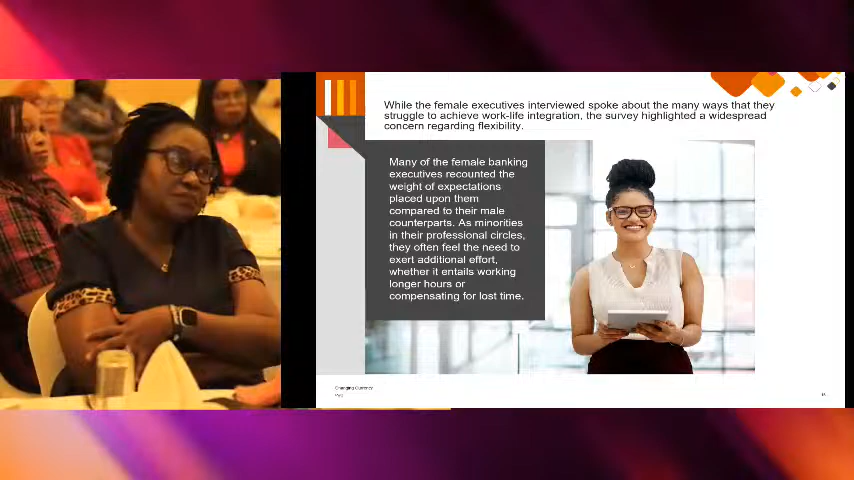 While the female executives interviewed spoke about the many ways that they
struggle to achieve work-life integration, the survey highlighted a widespread
concern regarding flexibility.
Many of the female banking
executives recounted the
weight of expectations
placed upon them
compared to their male
counterparts. As minorities
in their professional circles,
they often feel the need to
exert additional effort,
whether it entails working
longer hours or
compensating for lost time.
Changing Currency